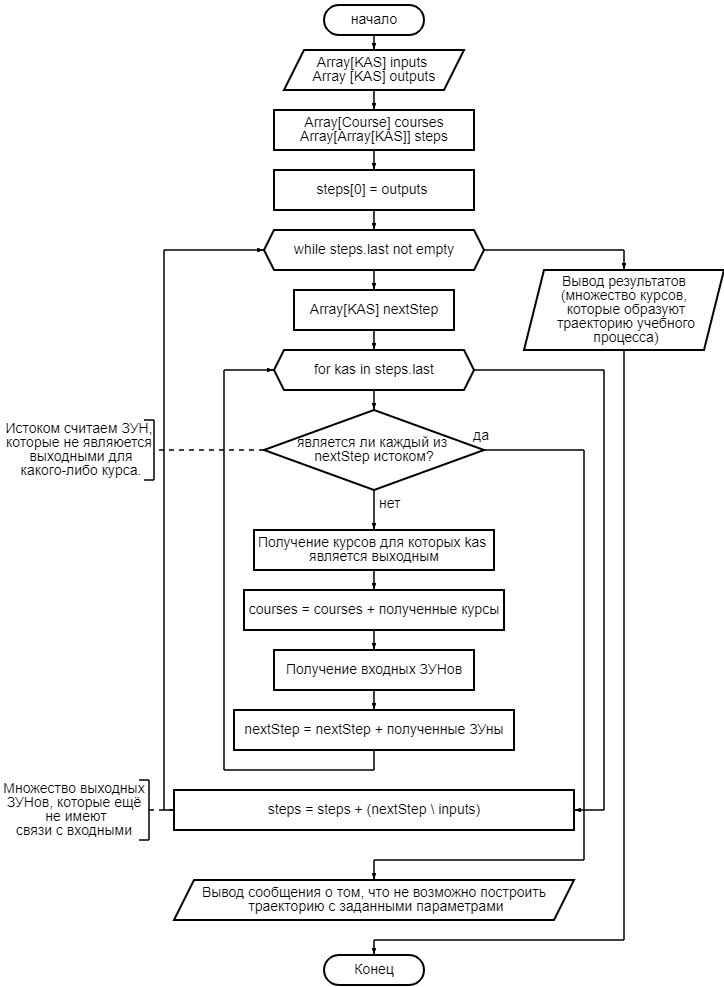 начало
Array[KAS] inputs
Array [KAS] outputs
Array[Course] courses
Array[Array[KAS]] steps
steps[0] = outputs
while steps.last not empty
Вывод результатов
(множество курсов,
которые образуют
траекторию учебного
процесса)
Array[KAS] nextStep
for kas in steps.last
Истоком считаем ЗУН,
которые не являюется
выходными для
какого-либо курса.
является ли каждый из
nextStep истоком?
да
нет
Получение курсов для которых kas
является выходным
courses = courses + полученные курсы
Получение входных ЗУНов
nextStep = nextStep + полученные ЗУны
Множество выходных
ЗУНов, которые ещё
не имеют
связи с входными
steps = steps + (nextStep \ inputs)
Вывод сообщения о том, что не возможно построить
траекторию с заданными параметрами
Конец